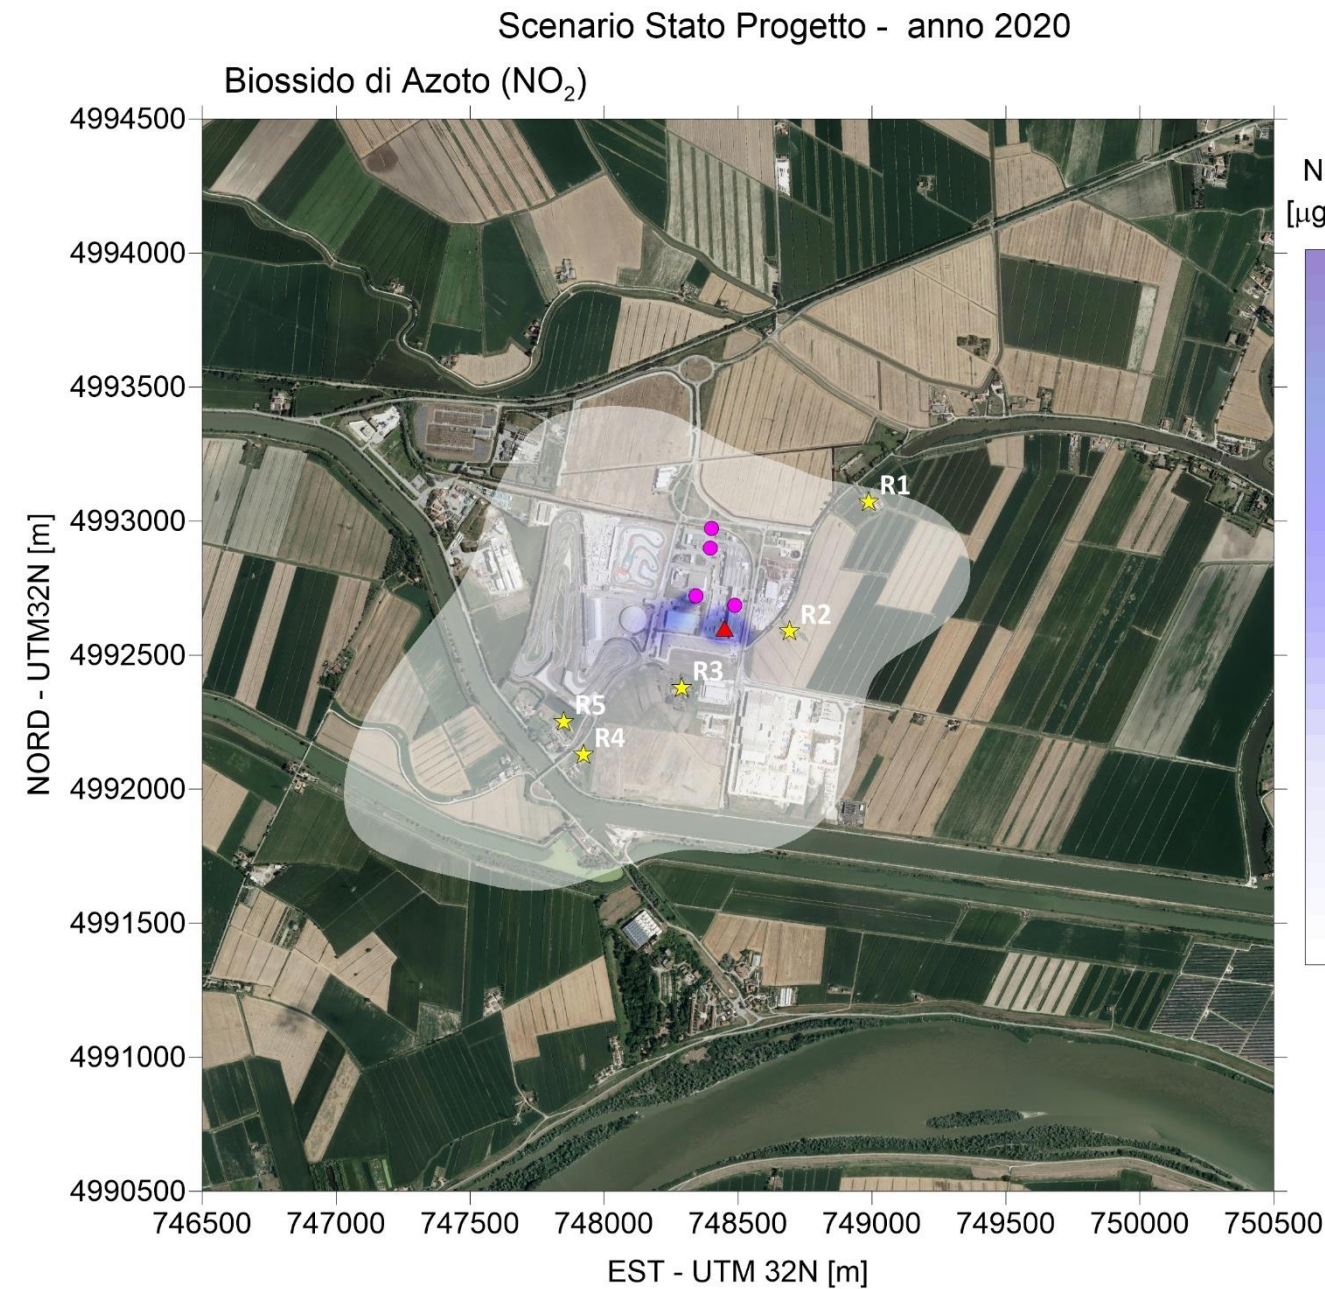 Scenario Stato Progetto - anno 2020
Biossido di Azoto (NO₂)
4994500
4994000
4993500
4993000
4992500
4992000
4991500
4991000
4990500
NORD - UTM32N [m]
R1
R2
R3
R5
R4
N
[µg
746500 747000 747500 748000 748500 749000 749500 750000 750500
EST - UTM 32N [m]